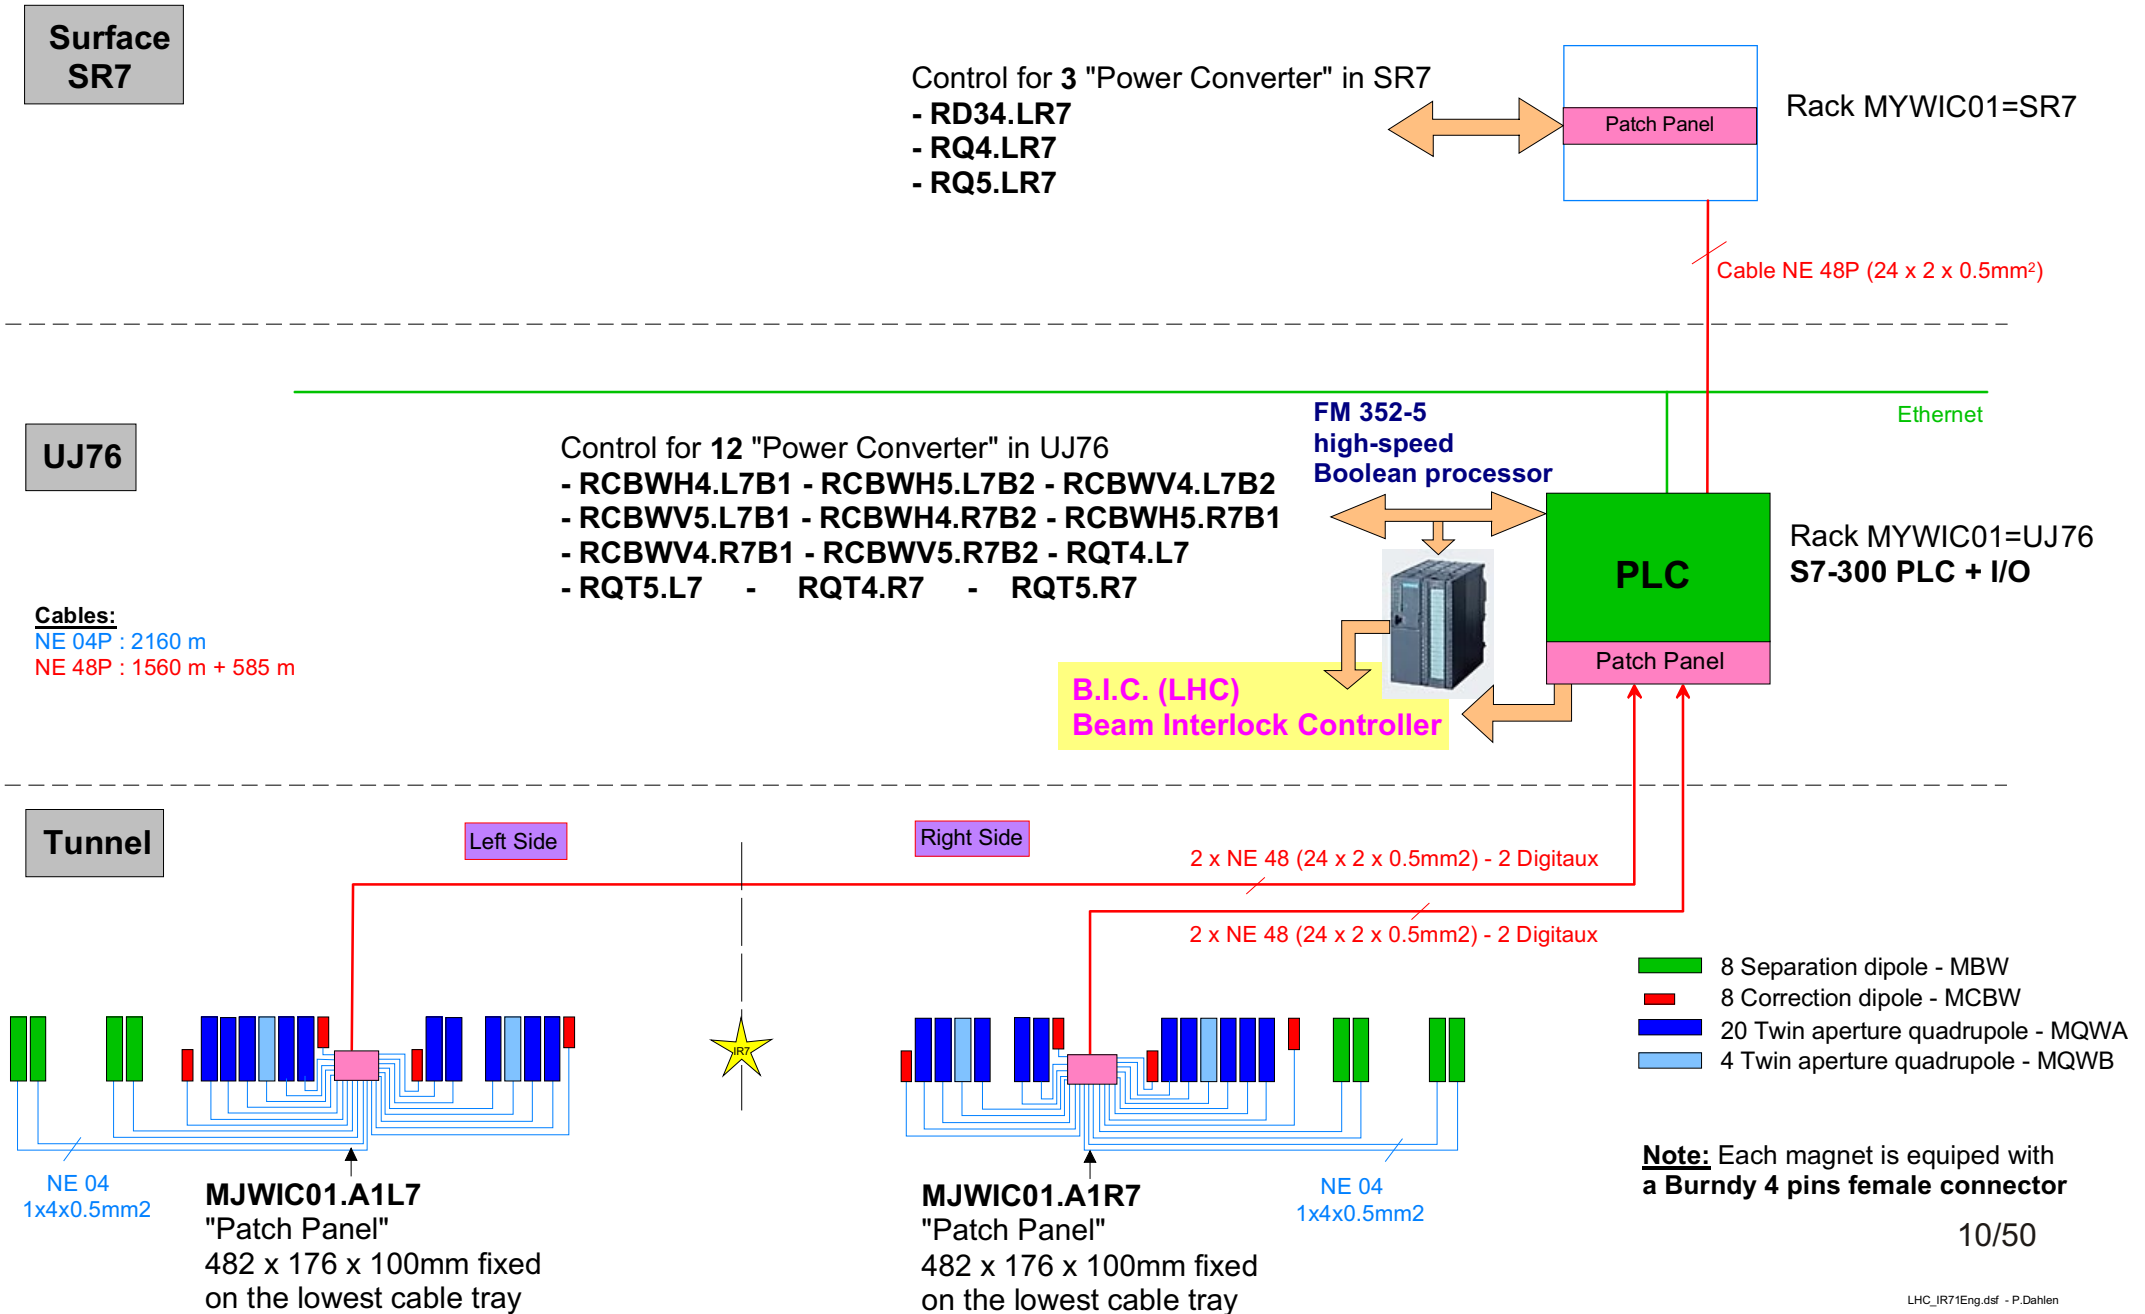 Surface
SR7
Control for 3 "Power Converter" in SR7
- RD34.LR7
- RQ4.LR7
- RQ5.LR7
Patch Panel
Rack MYWIC01=SR7
Cable NE 48P (24 x 2 x 0.5mm²)
Ethernet
UJ76
Control for 12 "Power Converter" in UJ76
- RCBWH4.L7B1 - RCBWH5.L7B2 - RCBWV4.L7B2
- RCBWV5.L7B1 - RCBWH4.R7B2 - RCBWH5.R7B1
- RCBWV4.R7B1 - RCBWV5.R7B2 - RQT4.L7
- RQT5.L7 - RQT4.R7 - RQT5.R7
FM 352-5
high-speed
Boolean processor
PLC
Patch Panel
Rack MYWIC01=UJ76
S7-300 PLC + I/O
Cables:
NE 04P : 2160 m
NE 48P : 1560 m + 585 m
B.I.C. (LHC)
Beam Interlock Controller
Tunnel
Left Side
Right Side
2 x NE 48 (24 x 2 x 0.5mm2) - 2 Digitaux
2 x NE 48 (24 x 2 x 0.5mm2) - 2 Digitaux
8 Separation dipole - MBW
8 Correction dipole - MCBW
20 Twin aperture quadrupole - MQWA
4 Twin aperture quadrupole - MQWB
IR7
NE 04
1x4x0.5mm2
MJWIC01.A1L7
"Patch Panel"
482 x 176 x 100mm fixed
on the lowest cable tray
MJWIC01.A1R7
"Patch Panel"
482 x 176 x 100mm fixed
on the lowest cable tray
NE 04
1x4x0.5mm2
Note: Each magnet is equiped with
a Burndy 4 pins female connector
10/50
LHC_IR71Eng.dsf - P.Dahlen